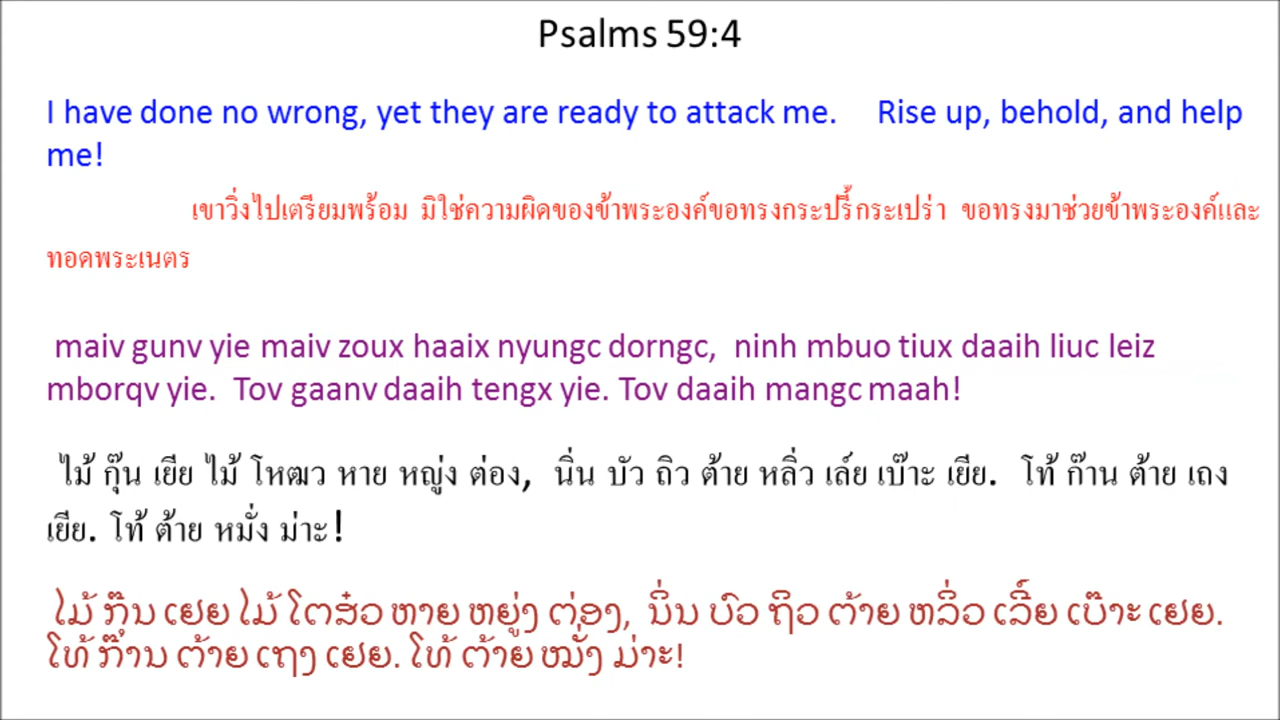 Psalms 59:4
I have done no wrong, yet they are ready to attack me. Rise up, behold, and help
me!
เขาวิ่งไปเตรียมพร้อม มิใช่ความผิดของข้าพระองค์ขอทรงกระปรี้กระเปร่า ขอทรงมาช่วยข้าพระองค์และ
ทอดพระเนตร
maiv gunv yie maiv zoux haaix nyungc dorngc, ninh mbuo tiux daaih liuc leiz
mborqv yie. Tov gaanv daaih tengx yie. Tov daaih mangc maah!
ไม้ กุ๊น เยีย ไม้ โหฒว หาย หญู่ง ต่อง, นิ่น บัว ถิว ต้าย หลิ่ว เล์ย เบ๊าะ เยีย. โท้ ก๊าน ต้าย เถง
เยีย. โท้ ต้าย หมั่ง ม่าะ!
ໄມ້ ກຸ໊ນ ເຢຍ ໄມ້ ໂຕສ໋ວ ຫາຍ ຫຍູ່ງ ຕ່ອງ, ນິ່ນ ບົວ ຖິວ ຕ້າຍ ຫລິ່ວ ເລີ໌ຍ ເບ໊າະ ເຢຍ.
ໂທ້ ກ໊ານ ຕ້າຍ ເຖງ ເຢຍ. ໂທ້ ຕ້າຍ ໝັ່ງ ມ່າະ!